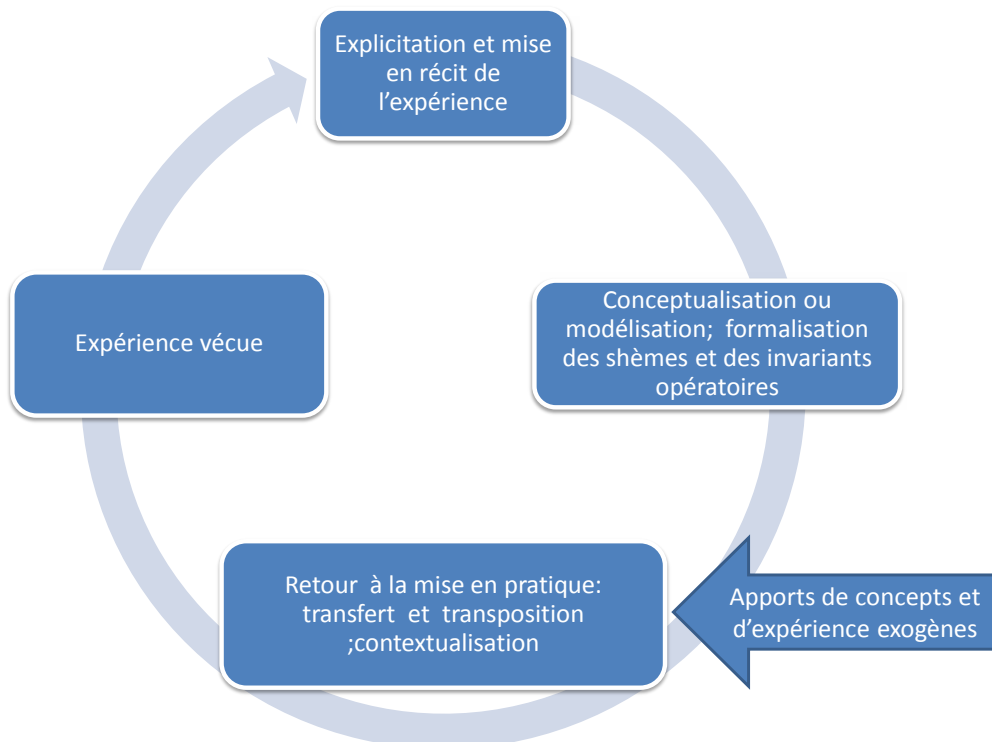 Explicitation et mise
en récit de
l’expérience
Expérience vécue
Conceptualisation ou
modélisation; formalisation
des shèmes et des invariants
opératoires
Retour à la mise en pratique:
transfert et transposition
;contextualisation
Apports de concepts et
d’expérience exogènes